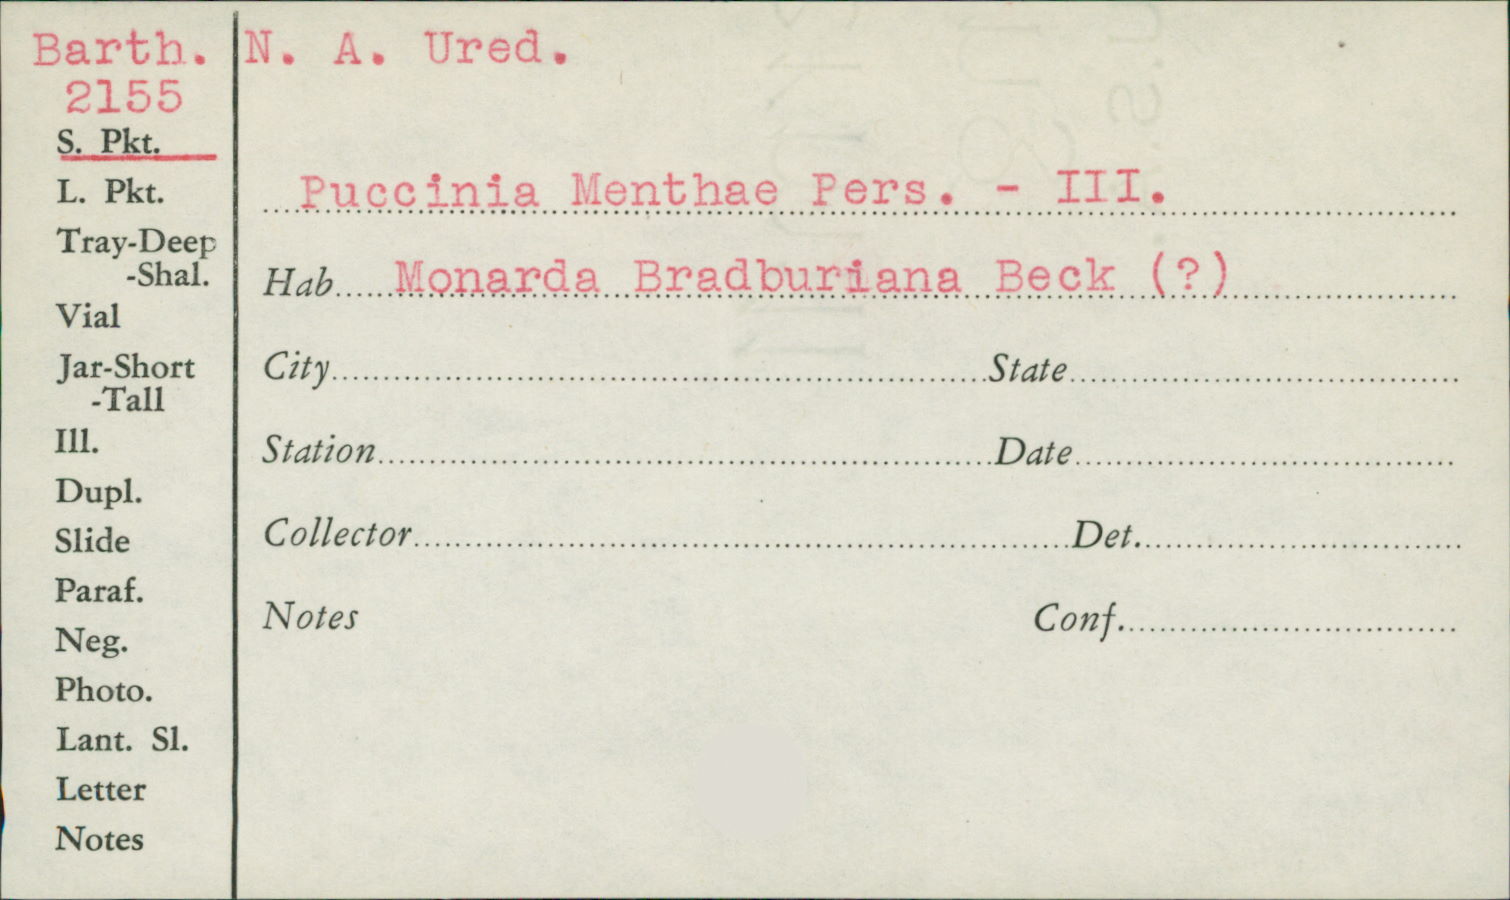 Barth. N. A. Ured.
2155
S. Pkt.
L. Pkt.
Puccinia Menthae Pers. - III.
Tray-Deep
-Shal.
Hab. Monarda Bradburiana Beck (?)
Vial
Jar-Short
-Tall
City State
Ill.
Station Date
Dupl.
Slide
Collector Det.
Paraf.
Notes Conf.
Neg.
Photo.
Lant. Sl.
Letter
Notes